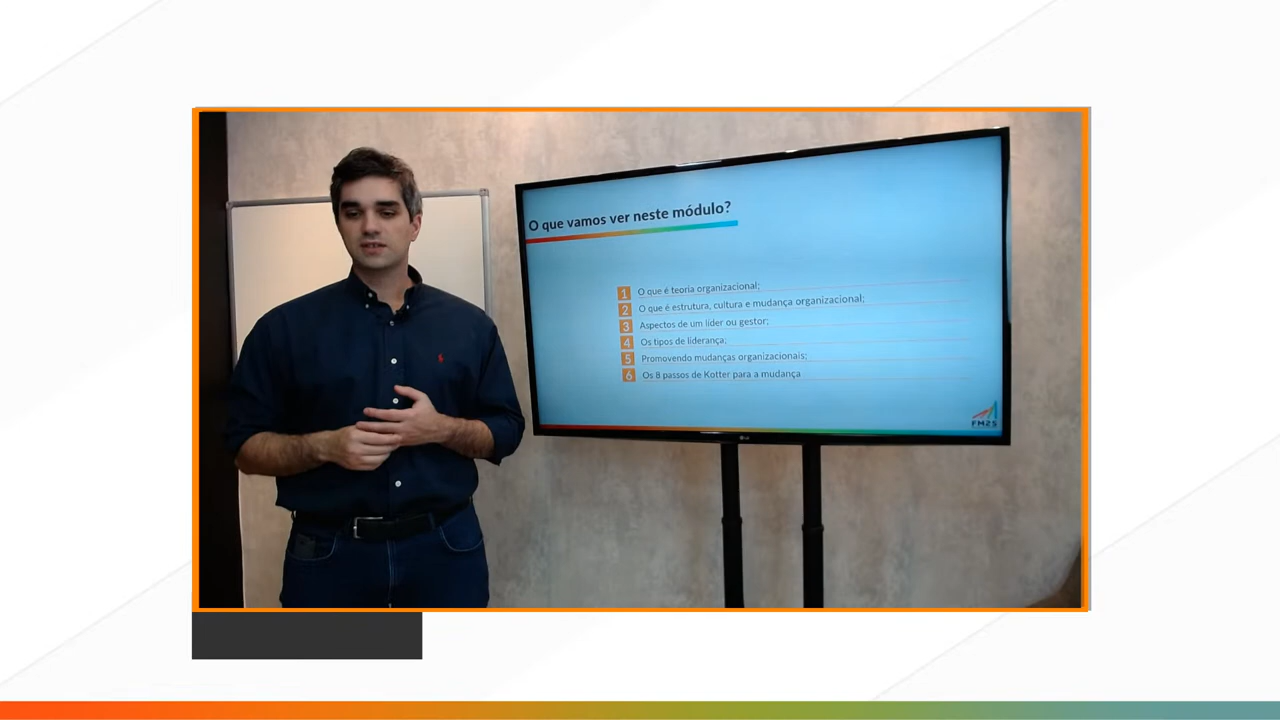 O que vamos ver neste módulo?
1 O que é teoria organizacional;
2 O que é estrutura, cultura e mudança organizacional;
3 Aspectos de um líder ou gestor;
4 Os tipos de liderança;
5 Promovendo mudanças organizacionais;
6 Os 8 passos de Kotter para a mudança
FM2S
LG